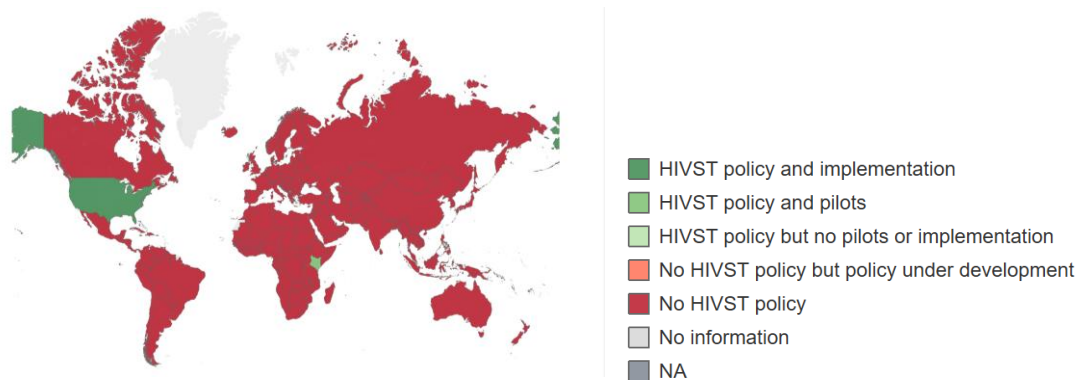 HIVST policy and implementation
HIVST policy and pilots
HIVST policy but no pilots or implementation
No HIVST policy but policy under development
No HIVST policy
No information
NA